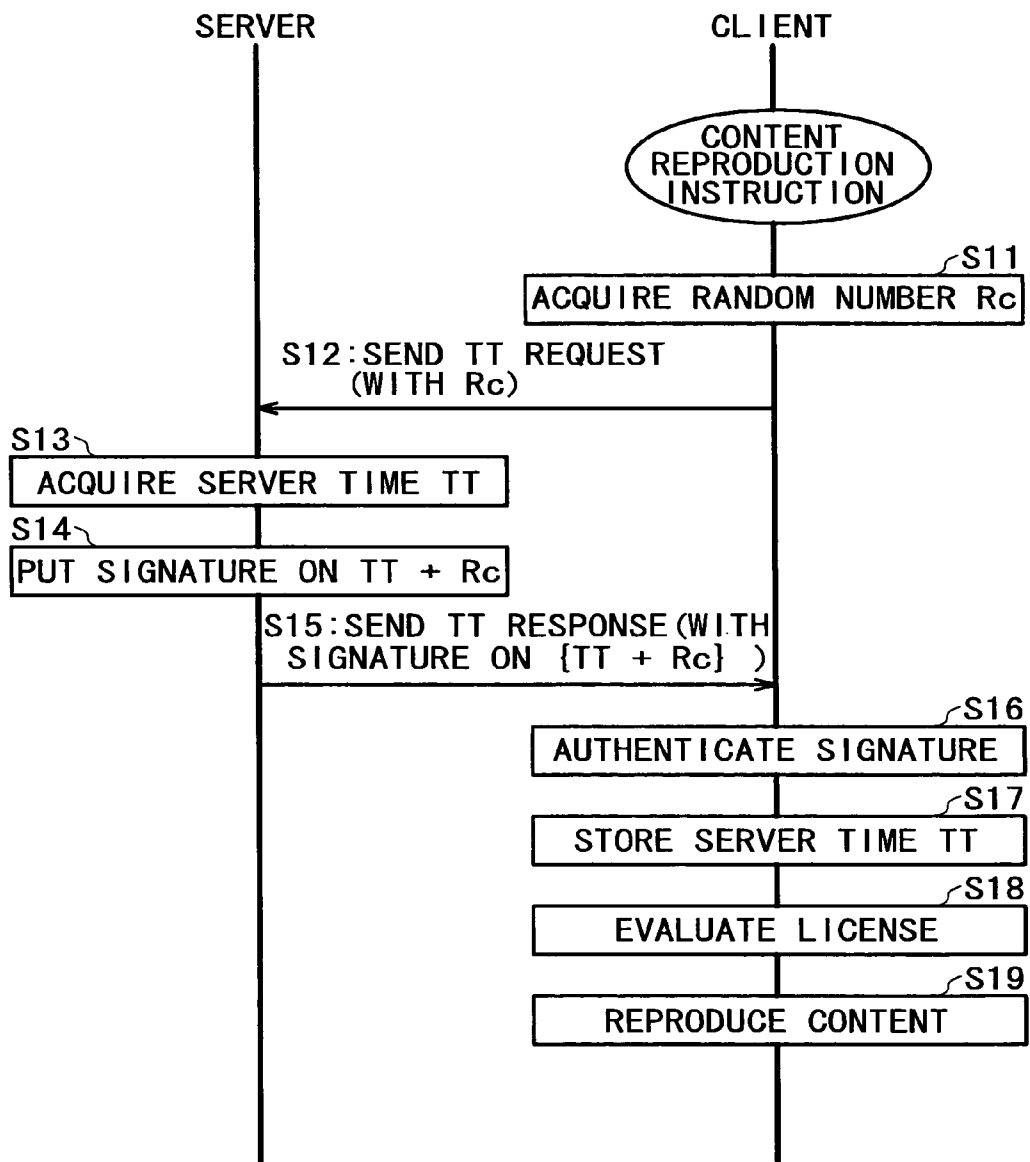 SERVER
CLIENT
CONTENT
REPRODUCTION
INSTRUCTION
S11
ACQUIRE RANDOM NUMBER Rc
S12:SEND TT REQUEST
(WITH Rc)
S13
ACQUIRE SERVER TIME TT
S14
PUT SIGNATURE ON TT + Rc
S15:SEND TT RESPONSE(WITH
SIGNATURE ON {TT + Rc} )
S16
AUTHENTICATE SIGNATURE
S17
STORE SERVER TIME TT
S18
EVALUATE LICENSE
S19
REPRODUCE CONTENT